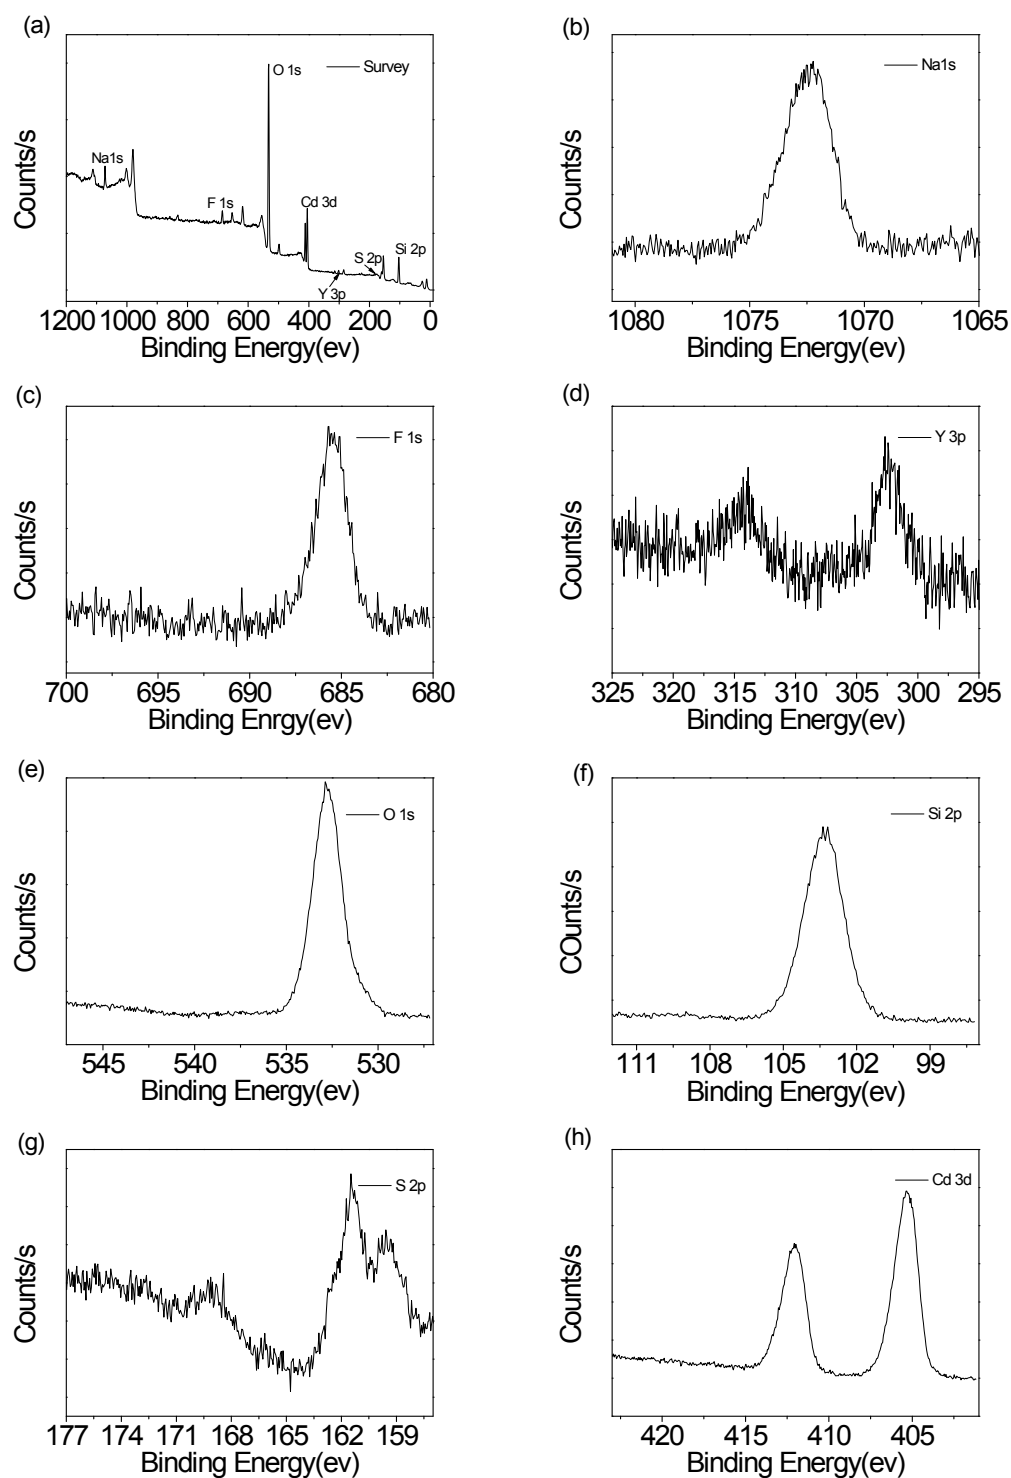 (a)
Survey
O 1s
Na1s
F 1s
Cd 3d
S 2p
Si 2p
Y 3p
Counts/s
1200 1000 800 600 400 200 0
Binding Energy(ev)
(b)
Na1s
Counts/s
1080 1075 1070 1065
Binding Energy(ev)
(c)
F 1s
Counts/s
700 695 690 685 680
Binding Enrgy(ev)
(d)
Y 3p
Counts/s
325 320 315 310 305 300 295
Binding Energy(ev)
(e)
O 1s
Counts/s
545 540 535 530
Binding Energy(ev)
(f)
Si 2p
COunts/s
111 108 105 102 99
Binding Energy(ev)
(g)
S 2p
Counts/s
177 174 171 168 165 162 159
Binding Energy(ev)
(h)
Cd 3d
Counts/s
420 415 410 405
Binding Energy(ev)